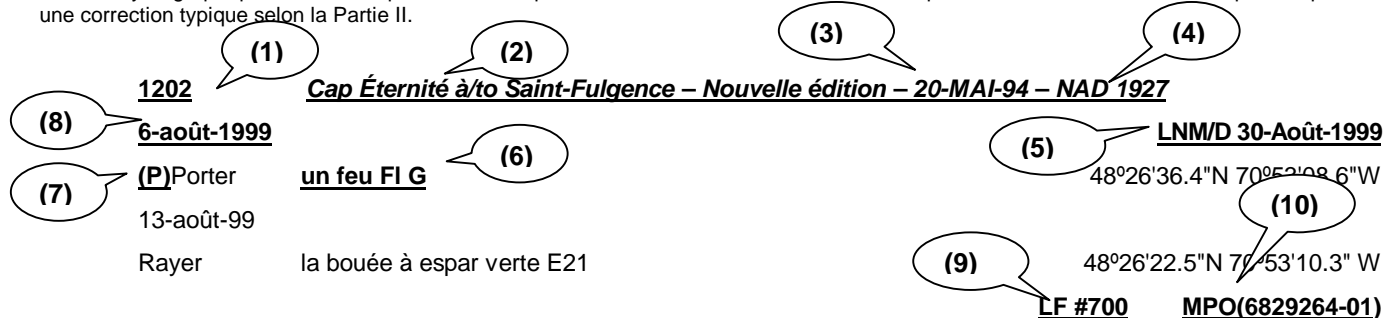 une correction typique selon la Partie II.
(1) (2) (3) (4)
1202 Cap Éternité à/to Saint-Fulgence – Nouvelle édition – 20-MAI-94 – NAD 1927
(8) 6-août-1999 (5) LNM/D 30-Août-1999
(7) (P)Porter un feu Fl G (6) 48º26'36.4"N
13-août-99 (10)
Rayer la bouée à espar verte E21 (9) 48º26'22.5"N 70º53'10.3" W
LF #700 MPO(6829264-01)